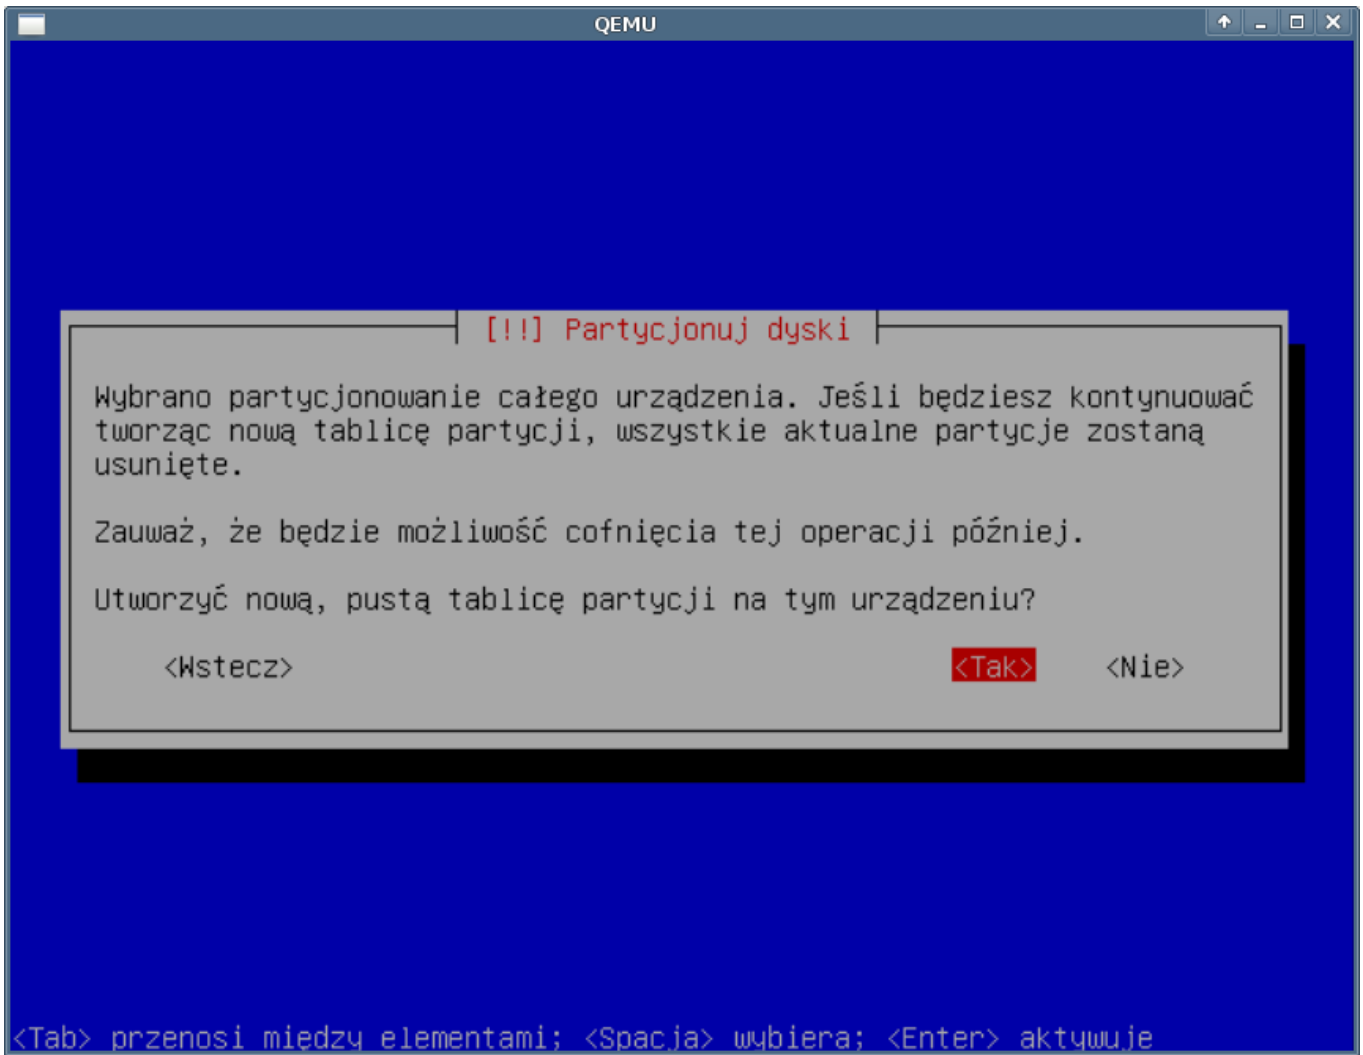 QEMU
[!!] Partycjonuj dyski
Wybrano partycjonowanie całego urządzenia. Jeśli będziesz kontynuować
tworząc nową tablicę partycji, wszystkie aktualne partycje zostaną
usunięte.
Zauważ, że będzie możliwość cofnięcia tej operacji później.
Utworzyć nową, pustą tablicę partycji na tym urządzeniu?
<Wstecz> <Tak> <Nie>
<Tab> przenosi między elementami; <Spacja> wybiera; <Enter> aktywuje